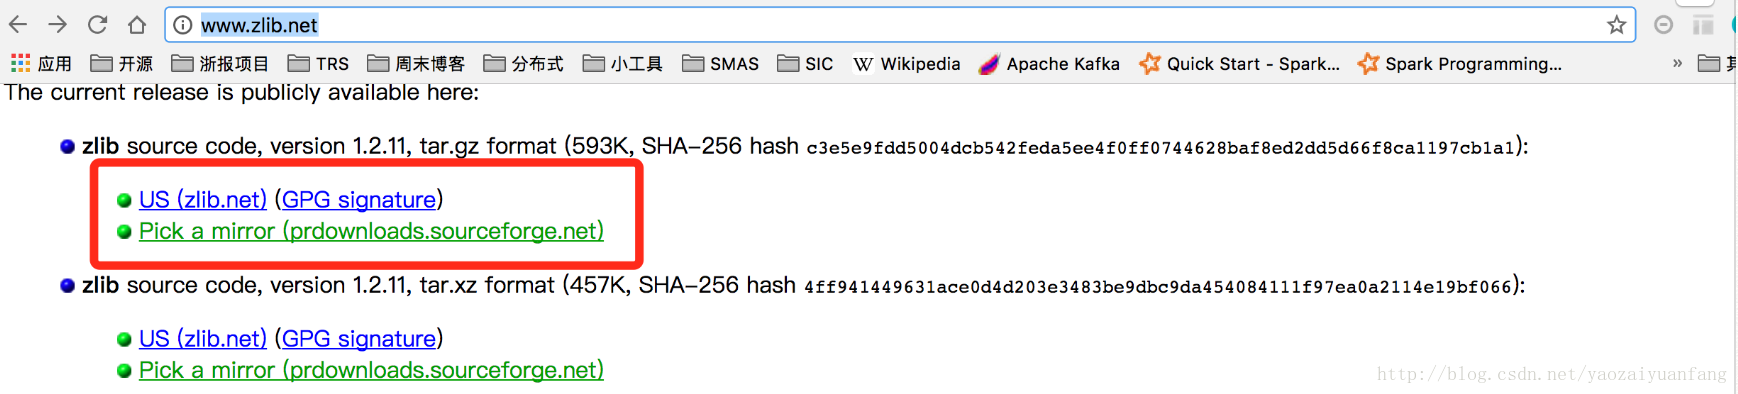 www.zlib.net
应用 开源 浙报项目 TRS 周末博客 分布式 小工具 SMAS SIC W Wikipedia Apache Kafka Quick Start - Spark... Spark Programming... »
The current release is publicly available here:
zlib source code, version 1.2.11, tar.gz format (593K, SHA-256 hash c3e5e9fdd5004dcb542feda5ee4f0ff0744628baf8ed2dd5d66f8ca1197cb1a1):
US (zlib.net) (GPG signature)
Pick a mirror (prdownloads.sourceforge.net)
zlib source code, version 1.2.11, tar.xz format (457K, SHA-256 hash 4ff941449631ace0d4d203e3483be9dbc9da454084111f97ea0a2114e19bf066):
US (zlib.net) (GPG signature)
Pick a mirror (prdownloads.sourceforge.net)
http://blog.csdn.net/yaozaiyuanfang